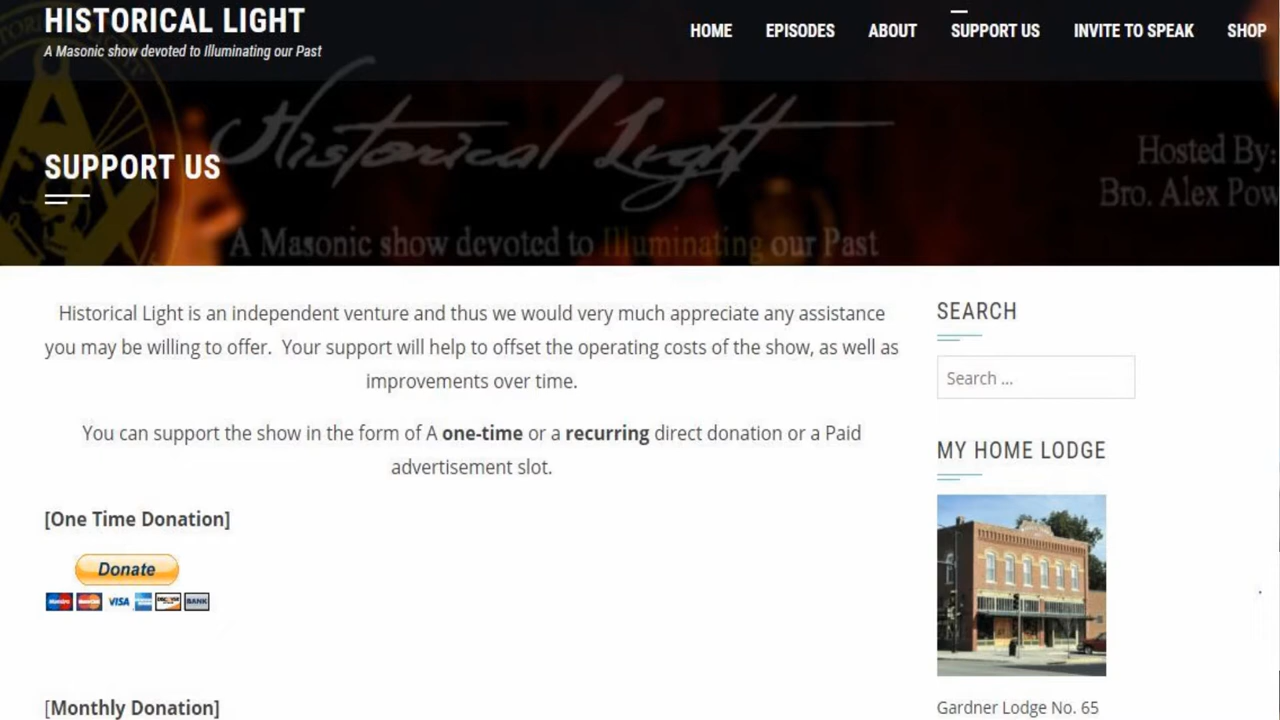 HISTORICAL LIGHT
A Masonic show devoted to Illuminating our Past
HOME EPISODES ABOUT SUPPORT US INVITE TO SPEAK SHOP
Historical Light
Hosted By:
Bro. Alex Pow
SUPPORT US
A Masonic show devoted to Illuminating our Past
Historical Light is an independent venture and thus we would very much appreciate any assistance
you may be willing to offer. Your support will help to offset the operating costs of the show, as well as
improvements over time.
You can support the show in the form of A one-time or a recurring direct donation or a Paid
advertisement slot.
[One Time Donation]
Donate
Maestro MasterCard VISA DISCOVER BANK
[Monthly Donation]
SEARCH
Search ...
MY HOME LODGE
Gardner Lodge No. 65